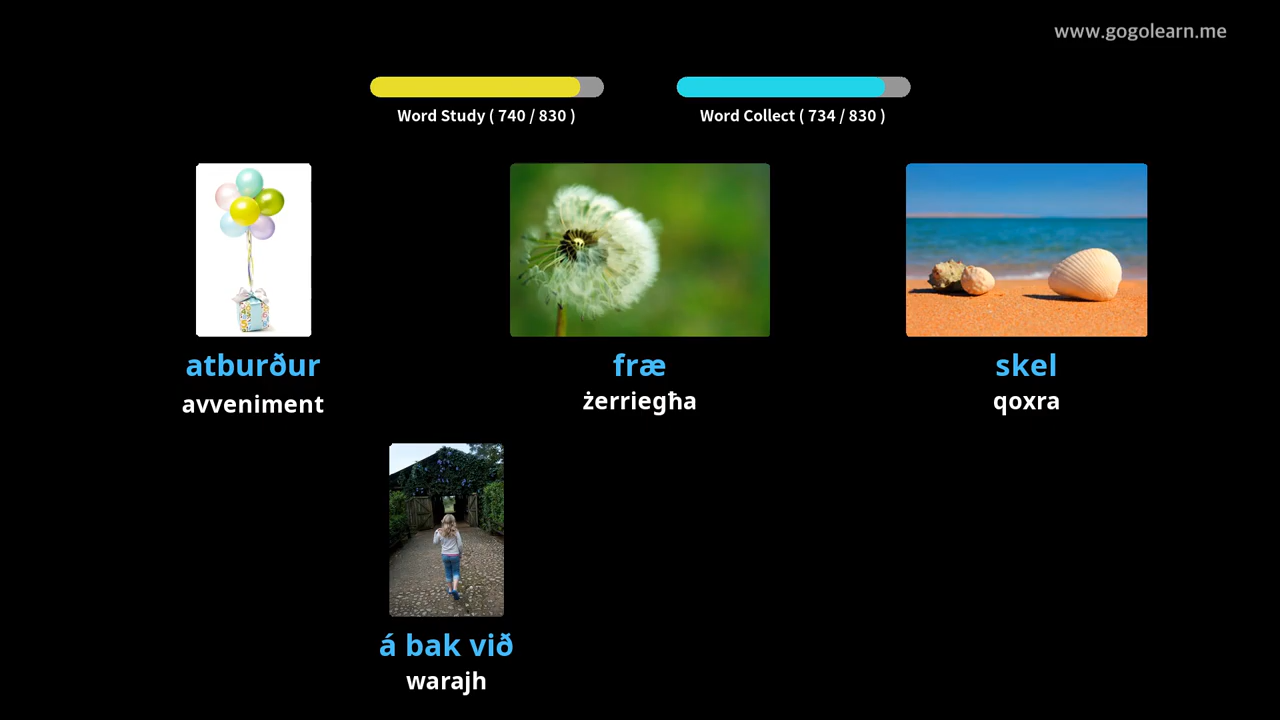 www.gogolearn.me
Word Study ( 740 / 830 )
Word Collect ( 734 / 830 )
atburður
avveniment
fræ
żerriegħa
skel
qoxra
á bak við
warajh